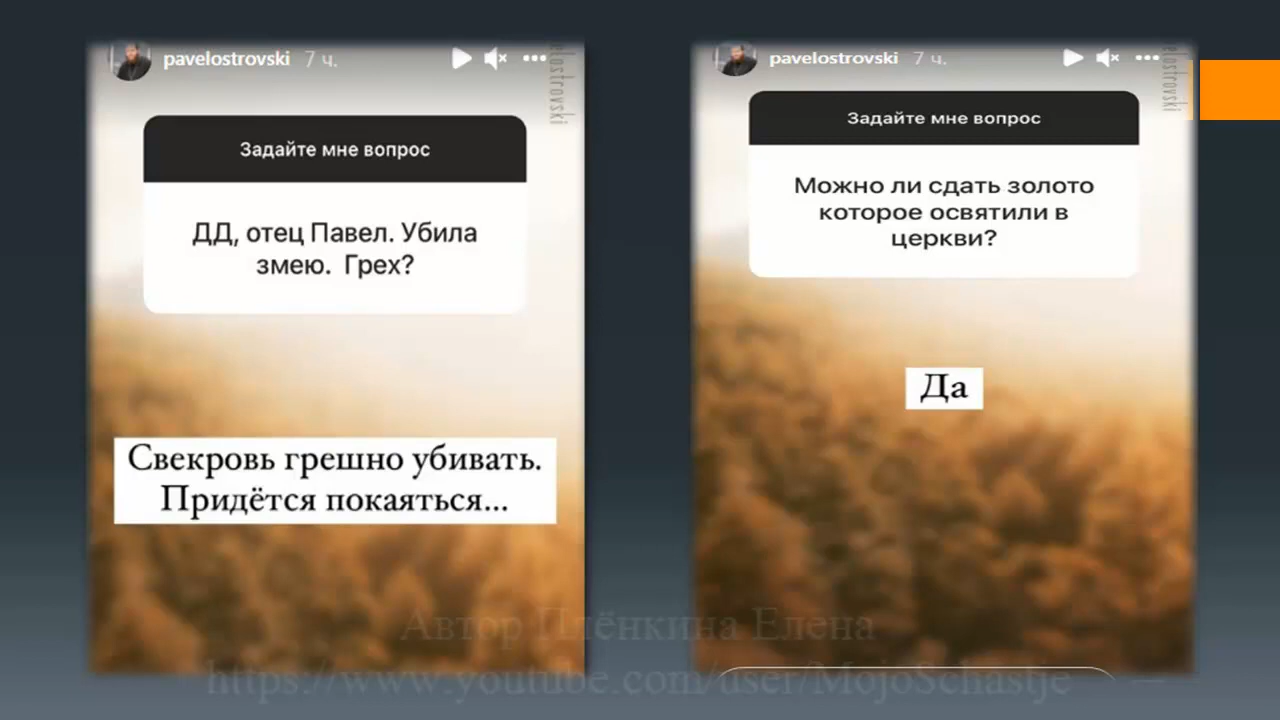 pavelostrovski 7 ч.
elostrovski
Задайте мне вопрос
ДД, отец Павел. Убила
змею. Грех?
Свекровь грешно убивать.
Придётся покаяться...
pavelostrovski 7 ч.
elostrovski
Задайте мне вопрос
Можно ли сдать золото
которое освятили в
церкви?
Да
Автор Плёнкина Елена
https://www.youtube.com/user/MojoSchastje